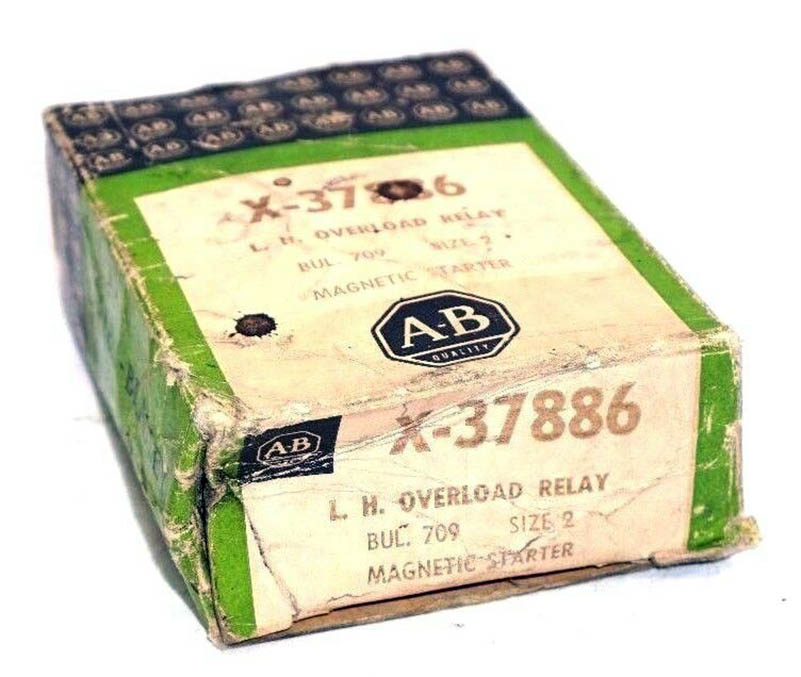 X-37886
L. H. OVERLOAD RELAY
BUL. 709 SIZE 2
MAGNETIC STARTER
A-B
QUALITY
A-B
X-37886
L. H. OVERLOAD RELAY
BUL. 709 SIZE 2
MAGNETIC STARTER